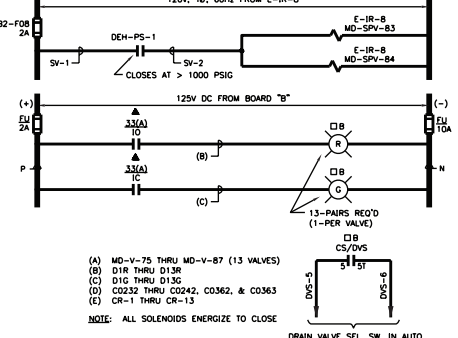 120V, 1Ø, 60HZ FROM E-IR-8
B2-F08
2A
E-IR-8
MD-SPV-83
DEH-PS-1
E-IR-8
MD-SPV-84
SV-1
SV-2
CLOSES AT > 1000 PSIG
(+)
125V DC FROM BOARD "B"
(-)
FU
2A
33(A)
IO
(B)
□B
R
FU
10A
P
33(A)
IC
(C)
□B
G
N
13-PAIRS REQ'D
(1-PER VALVE)
□B
CS/DVS
5 5T
DVS-5
DVS-6
(A) MD-V-75 THRU MD-V-87 (13 VALVES)
(B) D1R THRU D13R
(C) D1G THRU D13G
(D) C0232 THRU C0242, C0362, & C0363
(E) CR-1 THRU CR-13
NOTE: ALL SOLENOIDS ENERGIZE TO CLOSE
DRAIN VALVE SEL. SW. IN AUTO